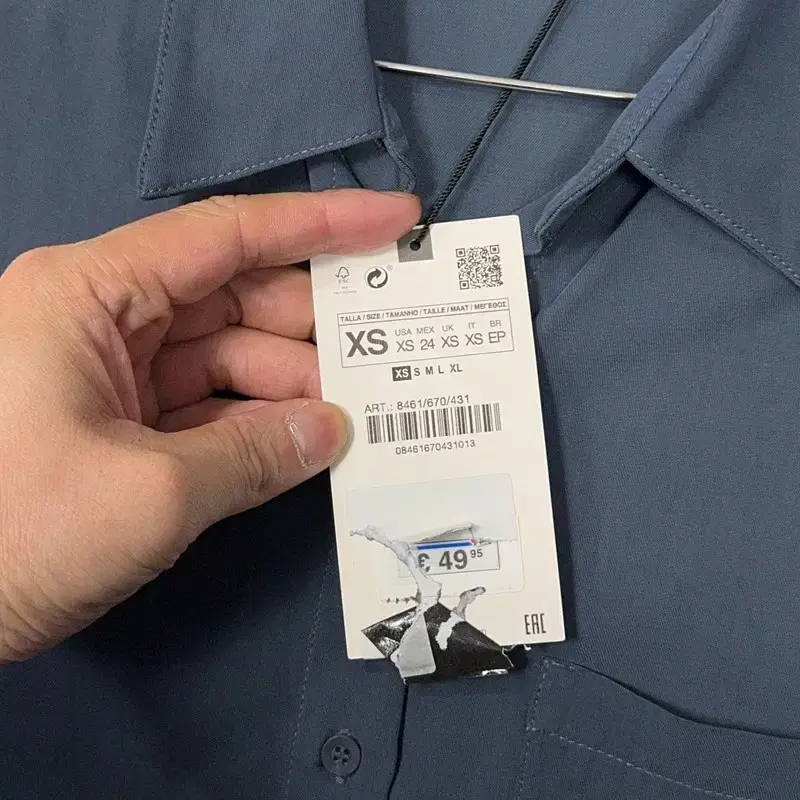 FSC
TALLA / SIZE / TAMANHO / TAILLE / MAAT / ΜΕΓΕΘΟΣ
XS
USA MEX UK IT BR
XS 24 XS XS EP
XS S M L XL
ART.: 8461/670/431
08461670431013
€ 49 95
EAC